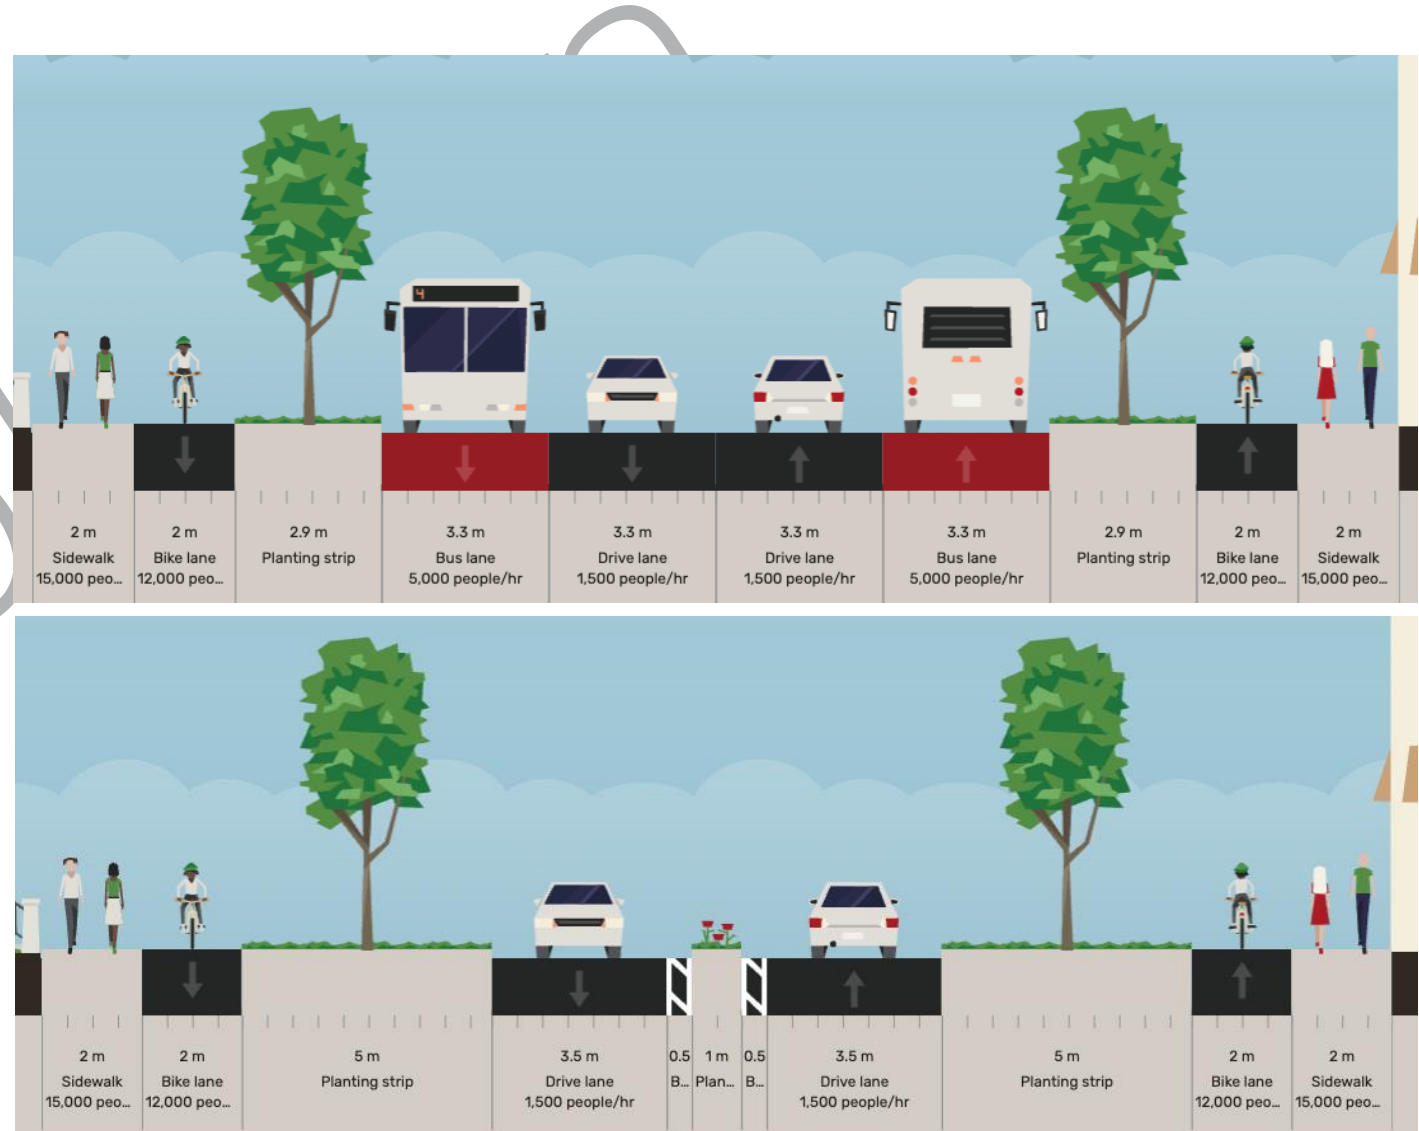 4
2 m 2 m 2.9 m 3.3 m 3.3 m 3.3 m 3.3 m 2.9 m 2 m 2 m
Sidewalk Bike lane Planting strip Bus lane Drive lane Drive lane Bus lane Planting strip Bike lane Sidewalk
15,000 peo... 12,000 peo... 5,000 people/hr 1,500 people/hr 1,500 people/hr 5,000 people/hr 12,000 peo... 15,000 peo...
2 m 2 m 5 m 3.5 m 0.5 1 m 0.5 3.5 m 5 m 2 m 2 m
Sidewalk Bike lane Planting strip Drive lane B... Plan... B... Drive lane Planting strip Bike lane Sidewalk
15,000 peo... 12,000 peo... 1,500 people/hr 1,500 people/hr 12,000 peo... 15,000 peo...